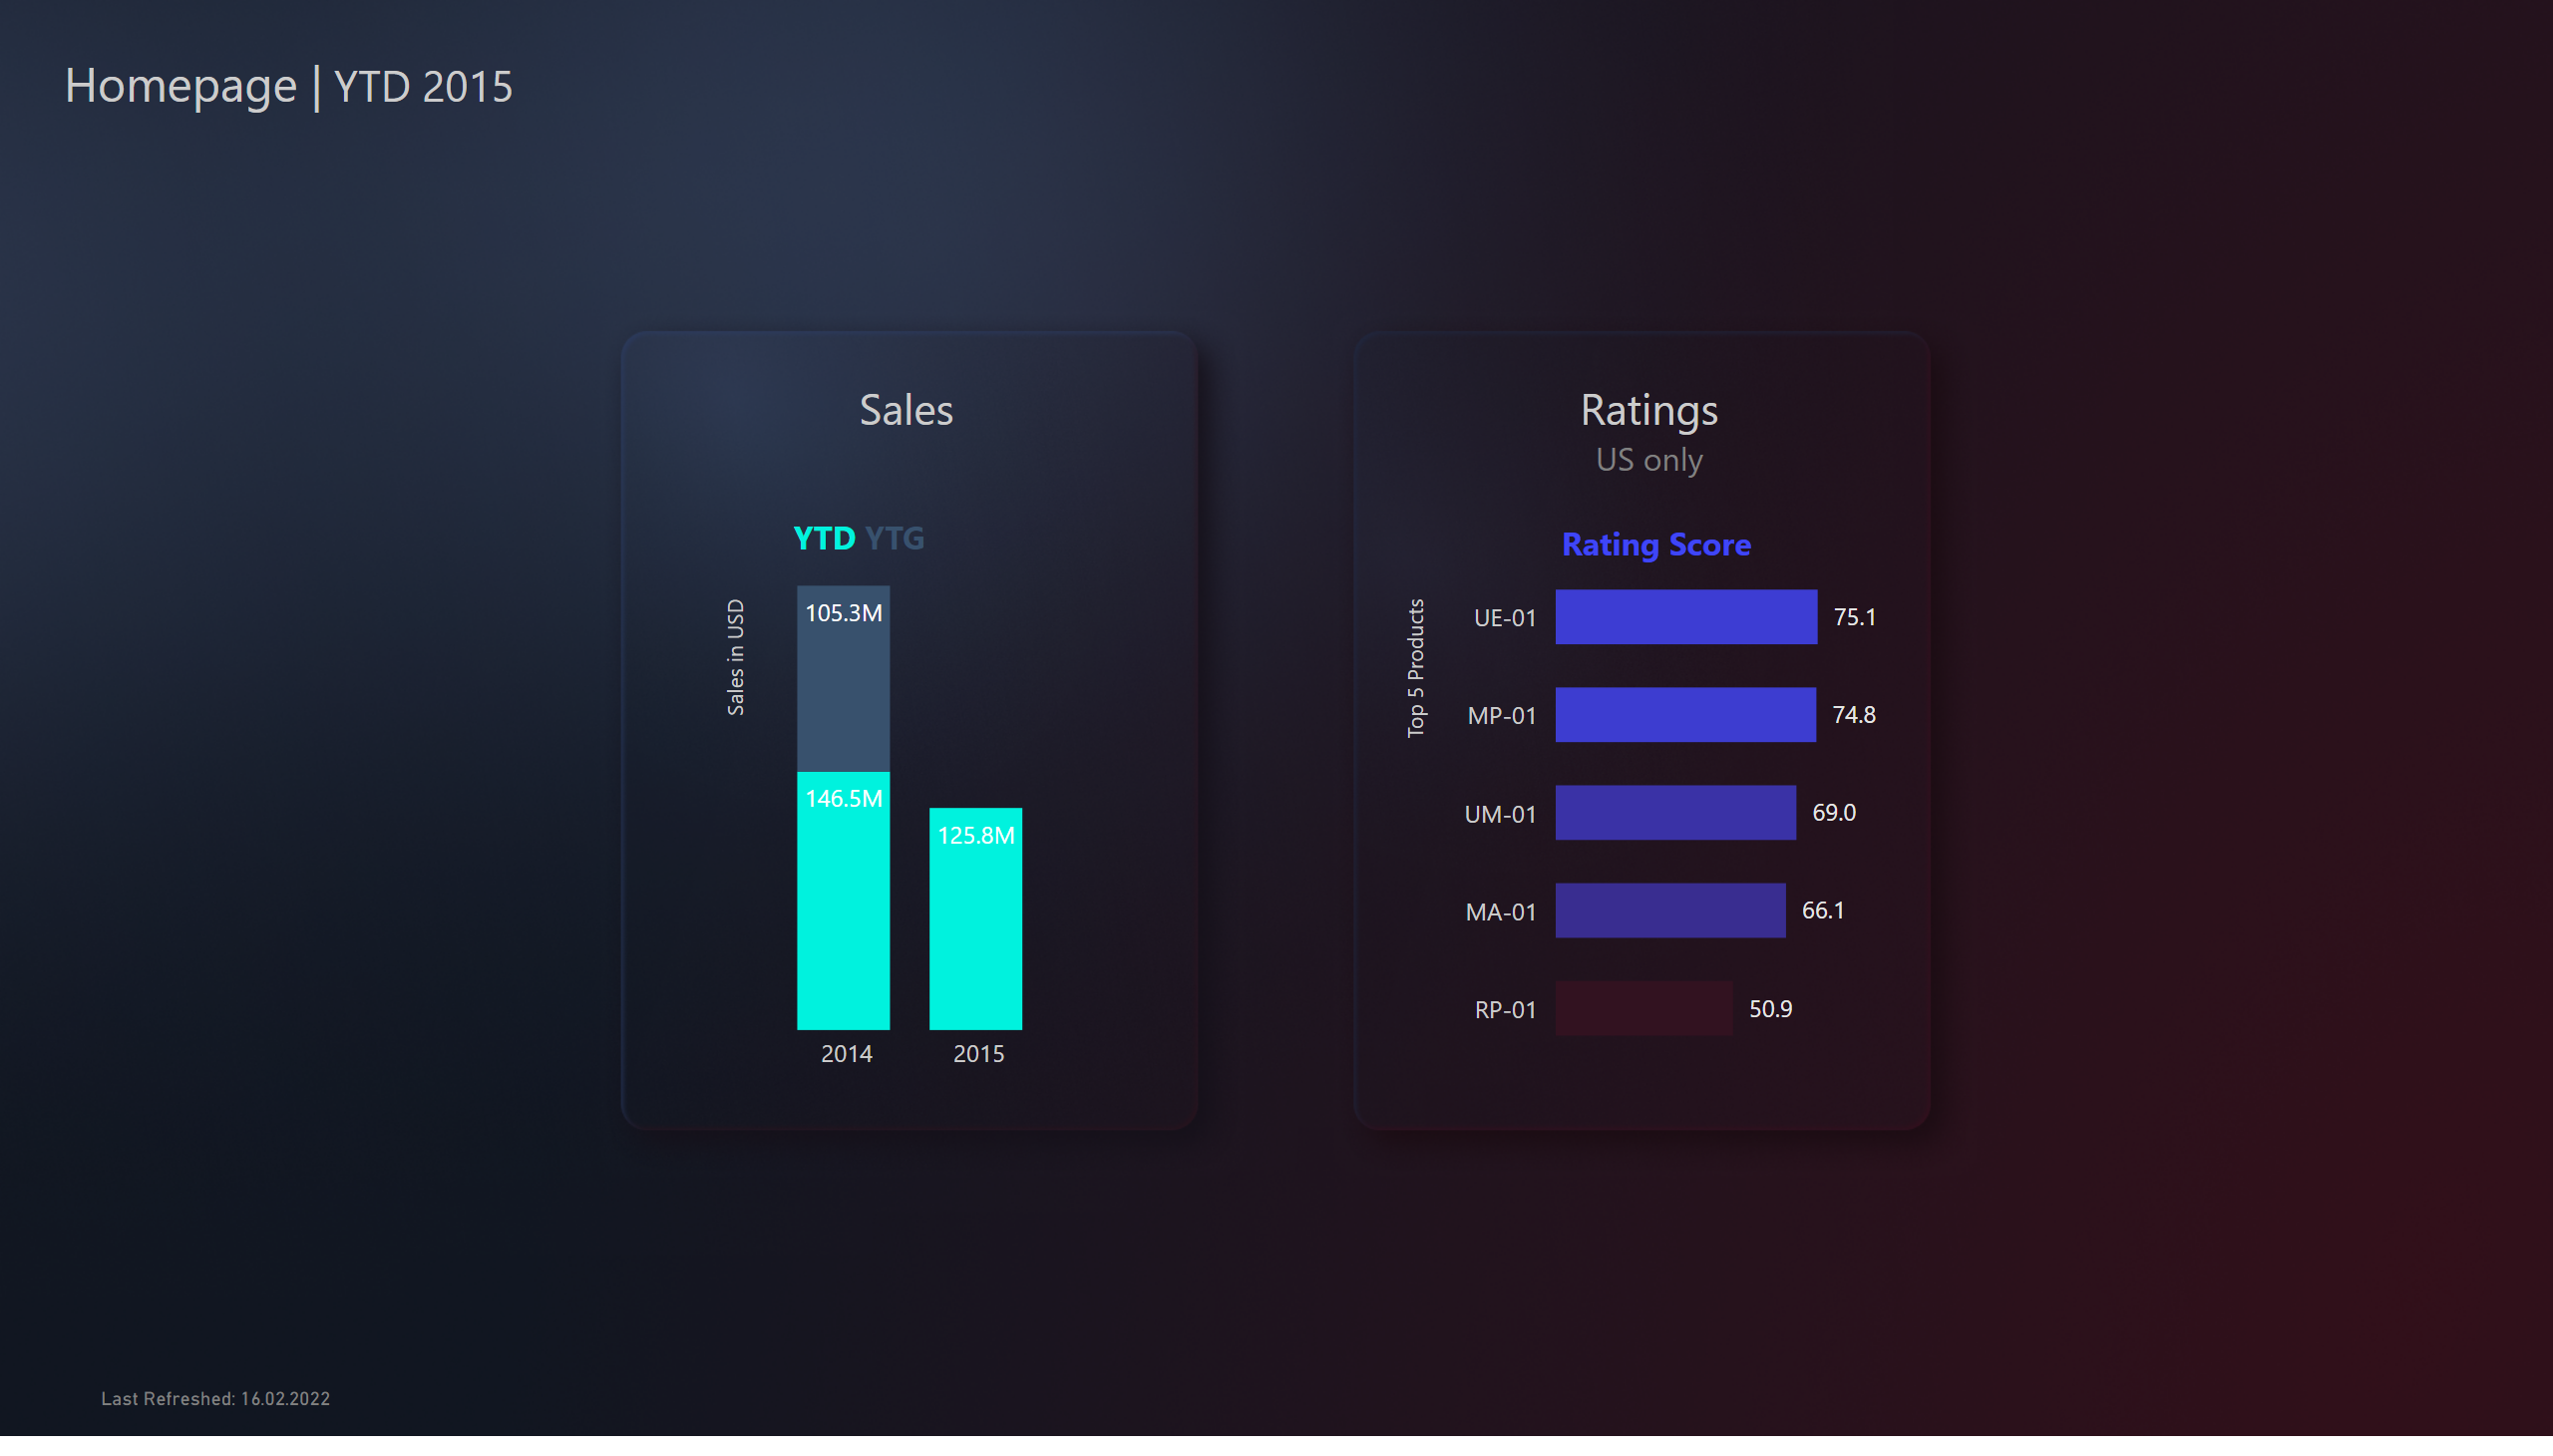 Homepage | YTD 2015
Sales
YTD YTG
Sales in USD
105.3M
146.5M
125.8M
2014
2015
Ratings
US only
Rating Score
Top 5 Products
UE-01 75.1
MP-01 74.8
UM-01 69.0
MA-01 66.1
RP-01 50.9
Last Refreshed: 16.02.2022